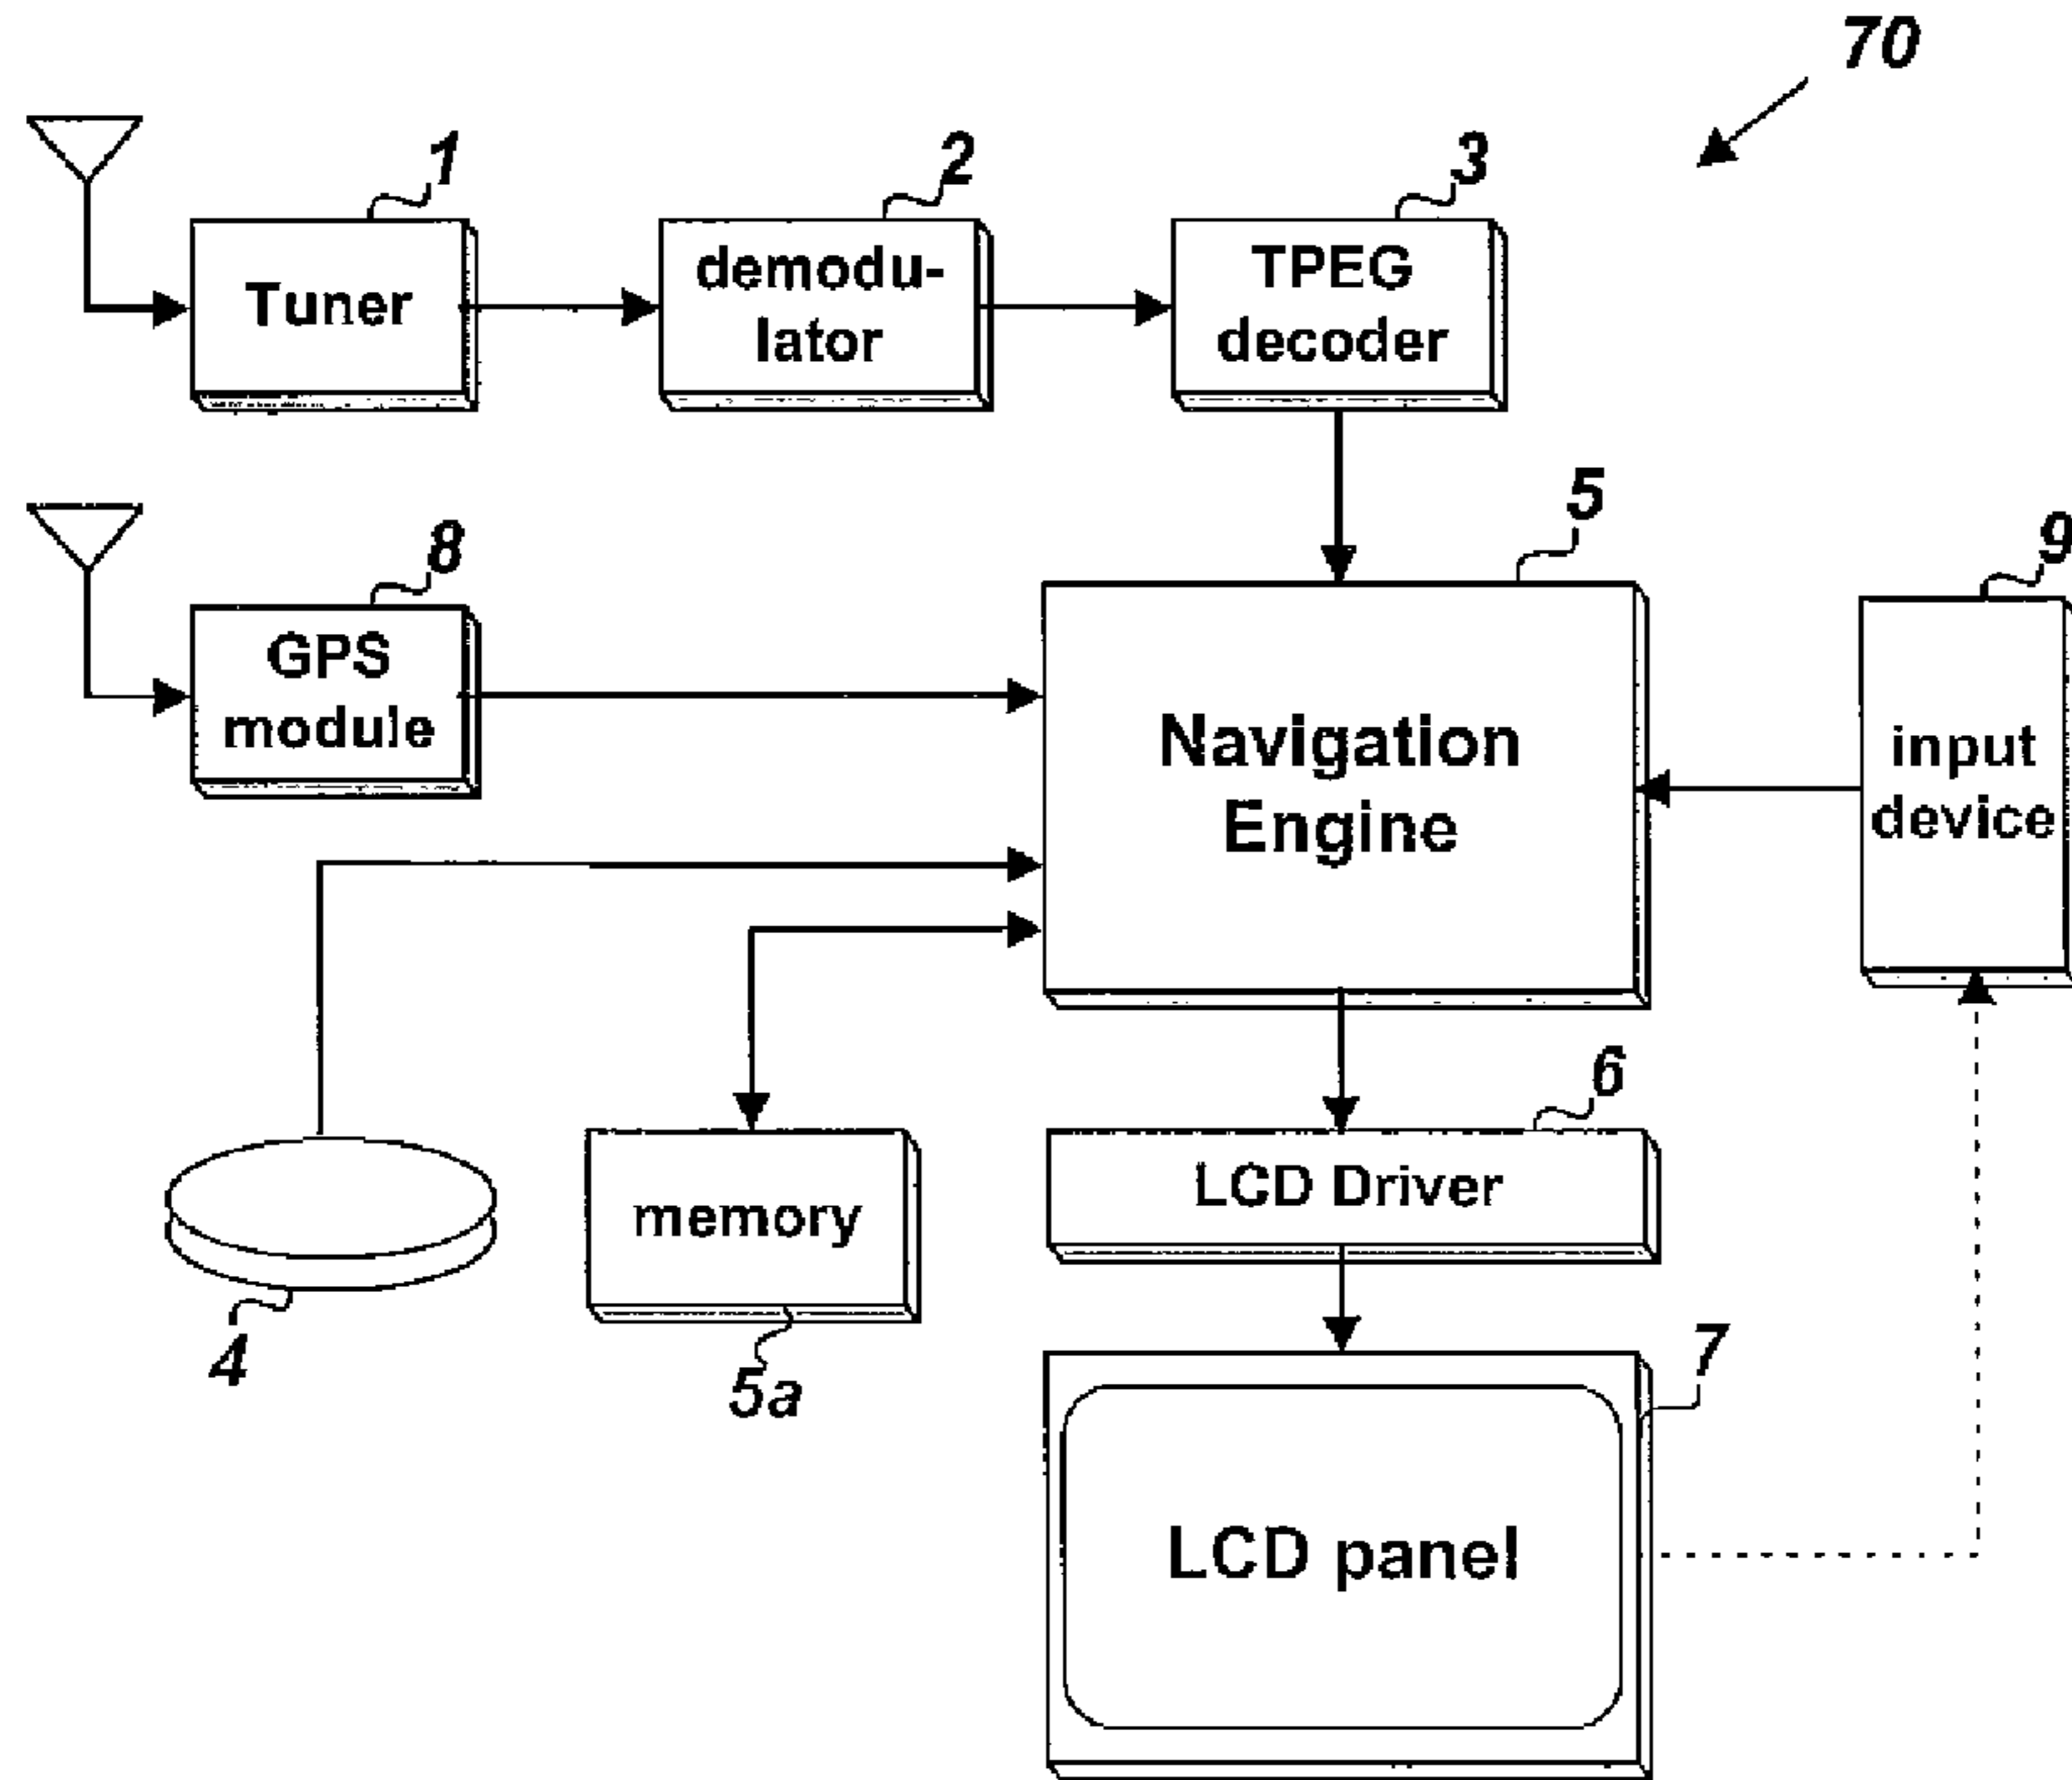 70
1
2
3
Tuner
demodu-
lator
TPEG
decoder
5
8
9
GPS
module
Navigation
Engine
input
device
6
LCD Driver
memory
4
5a
7
LCD panel